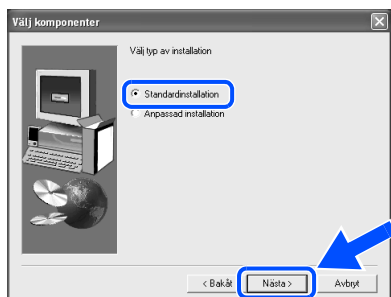 Välj komponenter
Välj typ av installation
Standardinstallation
Anpassad installation
< Bakåt Nästa > Avbryt